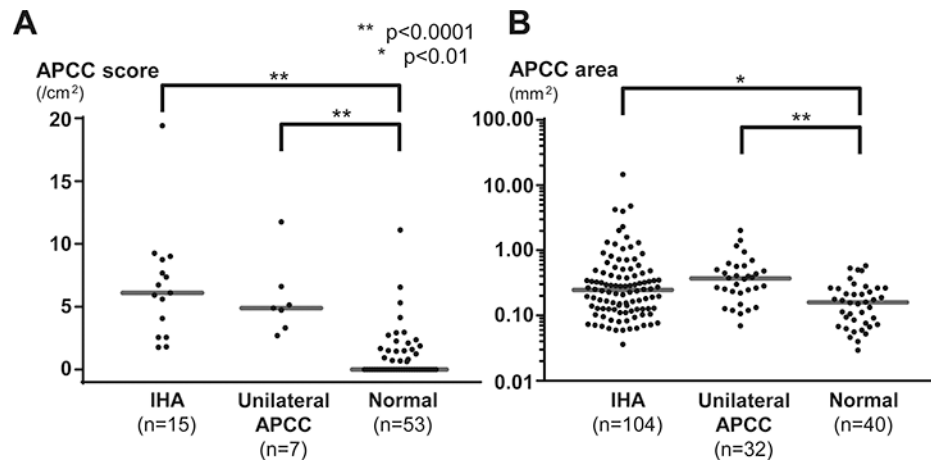 A
** p<0.0001
* p<0.01
APCC score
(/cm²)
**
**
20
15
10
5
0
IHA
(n=15)
Unilateral
APCC
(n=7)
Normal
(n=53)
B
APCC area
(mm²)
*
**
100.00
10.00
1.00
0.10
0.01
IHA
(n=104)
Unilateral
APCC
(n=32)
Normal
(n=40)